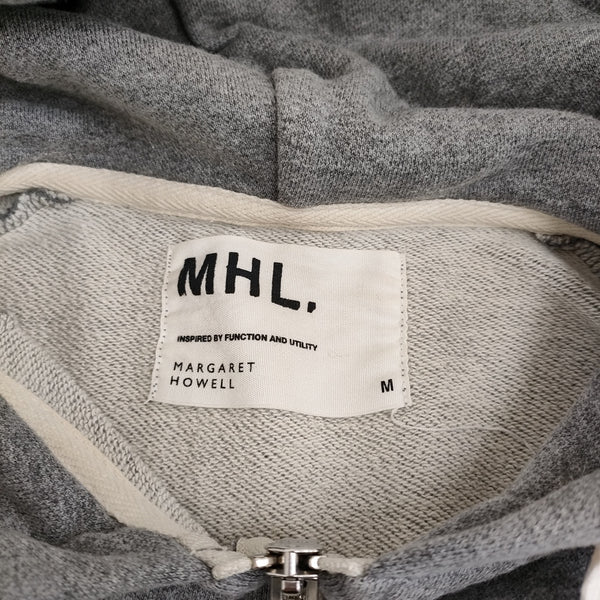 MHL.
INSPIRED BY FUNCTION AND UTILITY
MARGARET
HOWELL
M